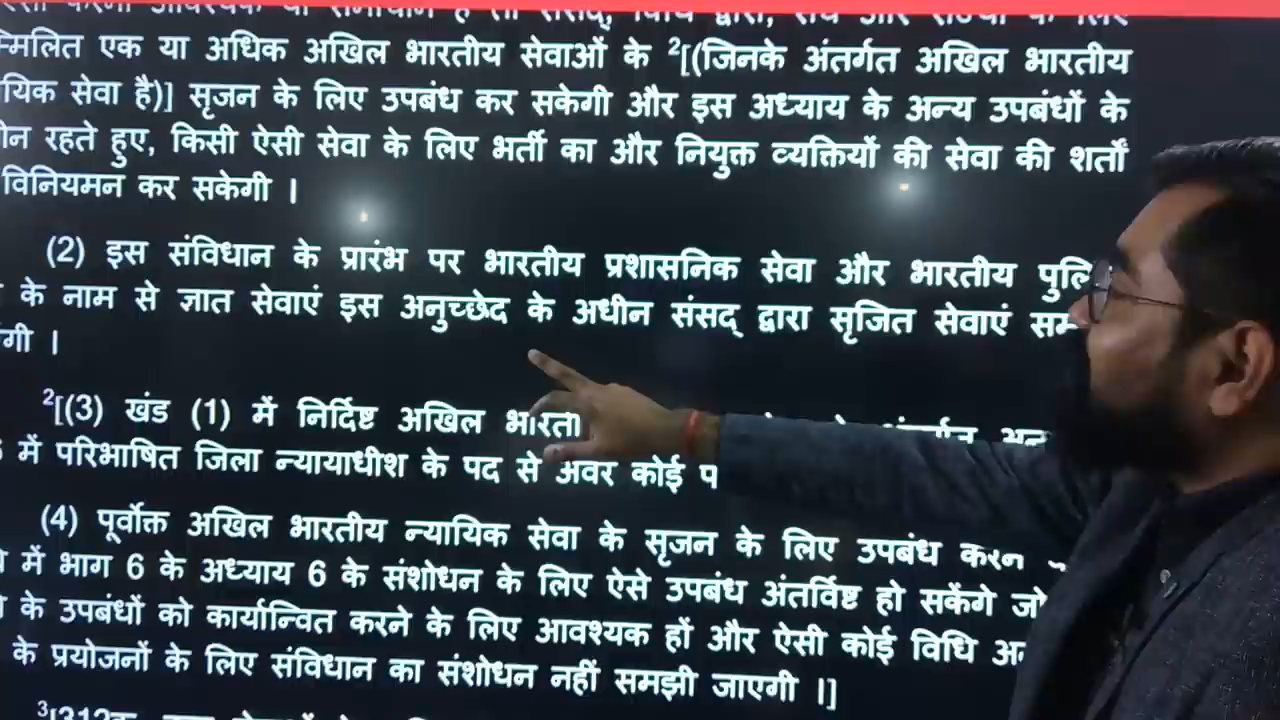 एक या अधिक अखिल भारतीय सेवाओं के ²[(जिनके अंतर्गत अखिल भारतीय
सेवा है)] सृजन के लिए उपबंध कर सकेगी और इस अध्याय के अन्य उपबंधों के
रहते हुए, किसी ऐसी सेवा के लिए भर्ती का और नियुक्त व्यक्तियों की सेवा की शर्तों
विनियमन कर सकेगी ।
(2) इस संविधान के प्रारंभ पर भारतीय प्रशासनिक सेवा और भारतीय
के नाम से ज्ञात सेवाएं इस अनुच्छेद के अधीन संसद् द्वारा सृजित सेवाएं
²[(3) खंड (1) में निर्दिष्ट अखिल
में परिभाषित जिला न्यायाधीश के पद से अवर कोई
(4) पूर्वोक्त अखिल भारतीय न्यायिक सेवा के सृजन के लिए उपबंध करने
में भाग 6 के अध्याय 6 के संशोधन के लिए ऐसे उपबंध अंतर्विष्ट हो सकेंगे जो
के उपबंधों को कार्यान्वित करने के लिए आवश्यक हों और ऐसी कोई विधि
के प्रयोजनों के लिए संविधान का संशोधन नहीं समझी जाएगी ।]